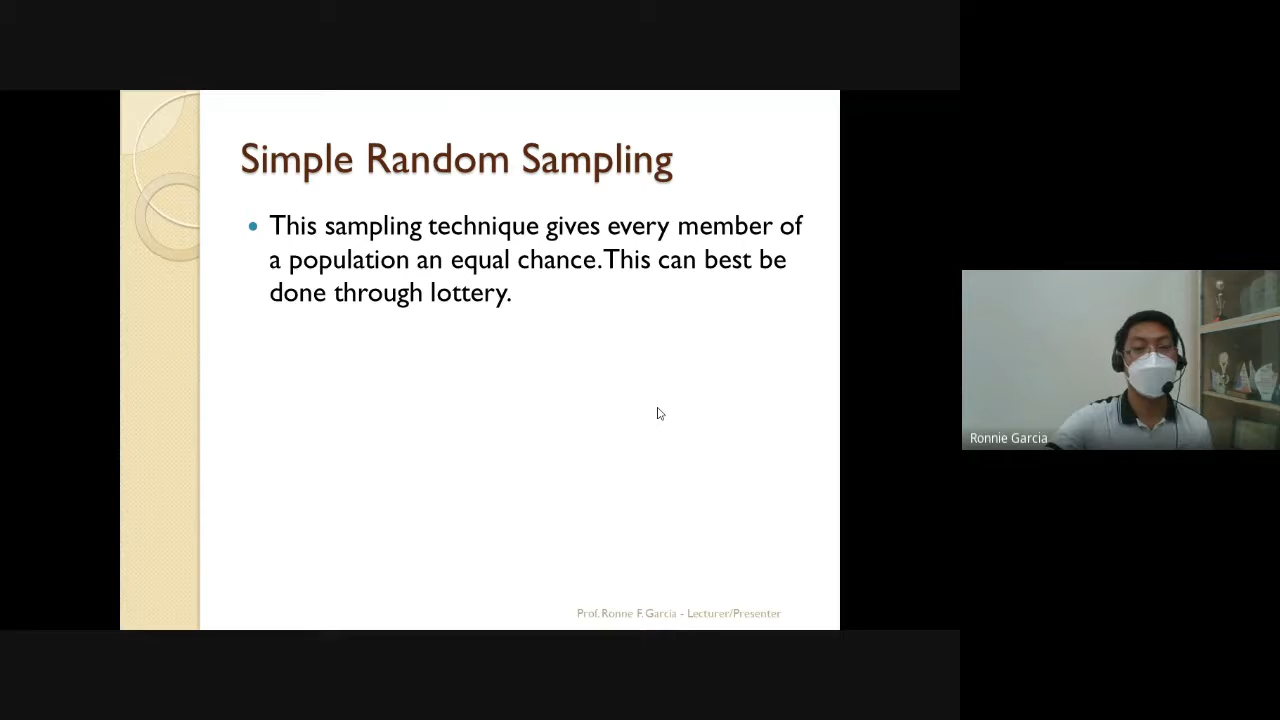 Simple Random Sampling
This sampling technique gives every member of
a population an equal chance. This can best be
done through lottery.
Prof. Ronne F. Garcia - Lecturer/Presenter
Ronnie Garcia